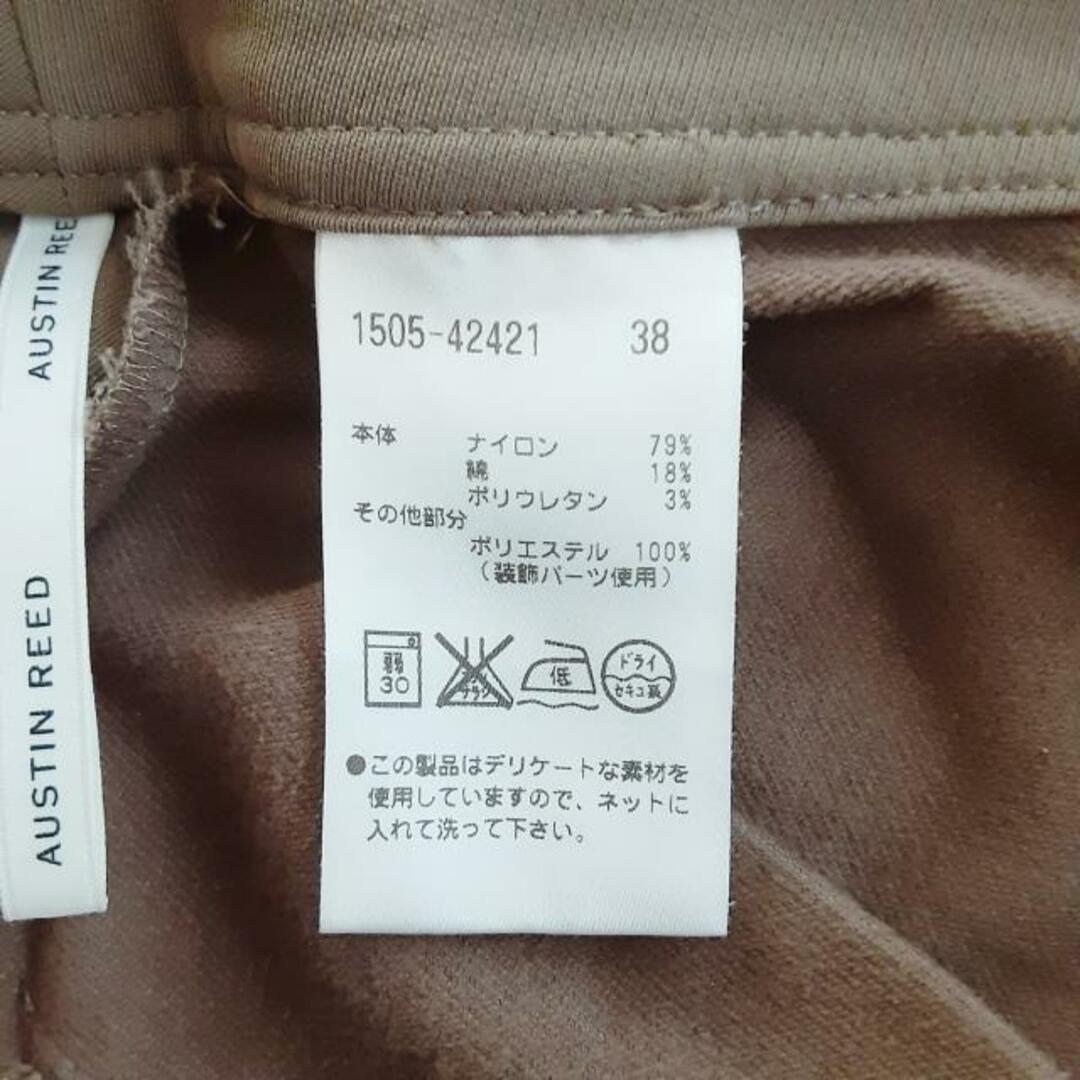 AUSTIN REED
AUSTIN REE
1505-42421 38
本体 ナイロン 79%
綿 18%
ポリウレタン 3%
その他部分
ポリエステル 100%
（装飾パーツ使用）
弱
30
サラシ
低
ドライ
セキユ系
●この製品はデリケートな素材を
使用していますので、ネットに
入れて洗って下さい。